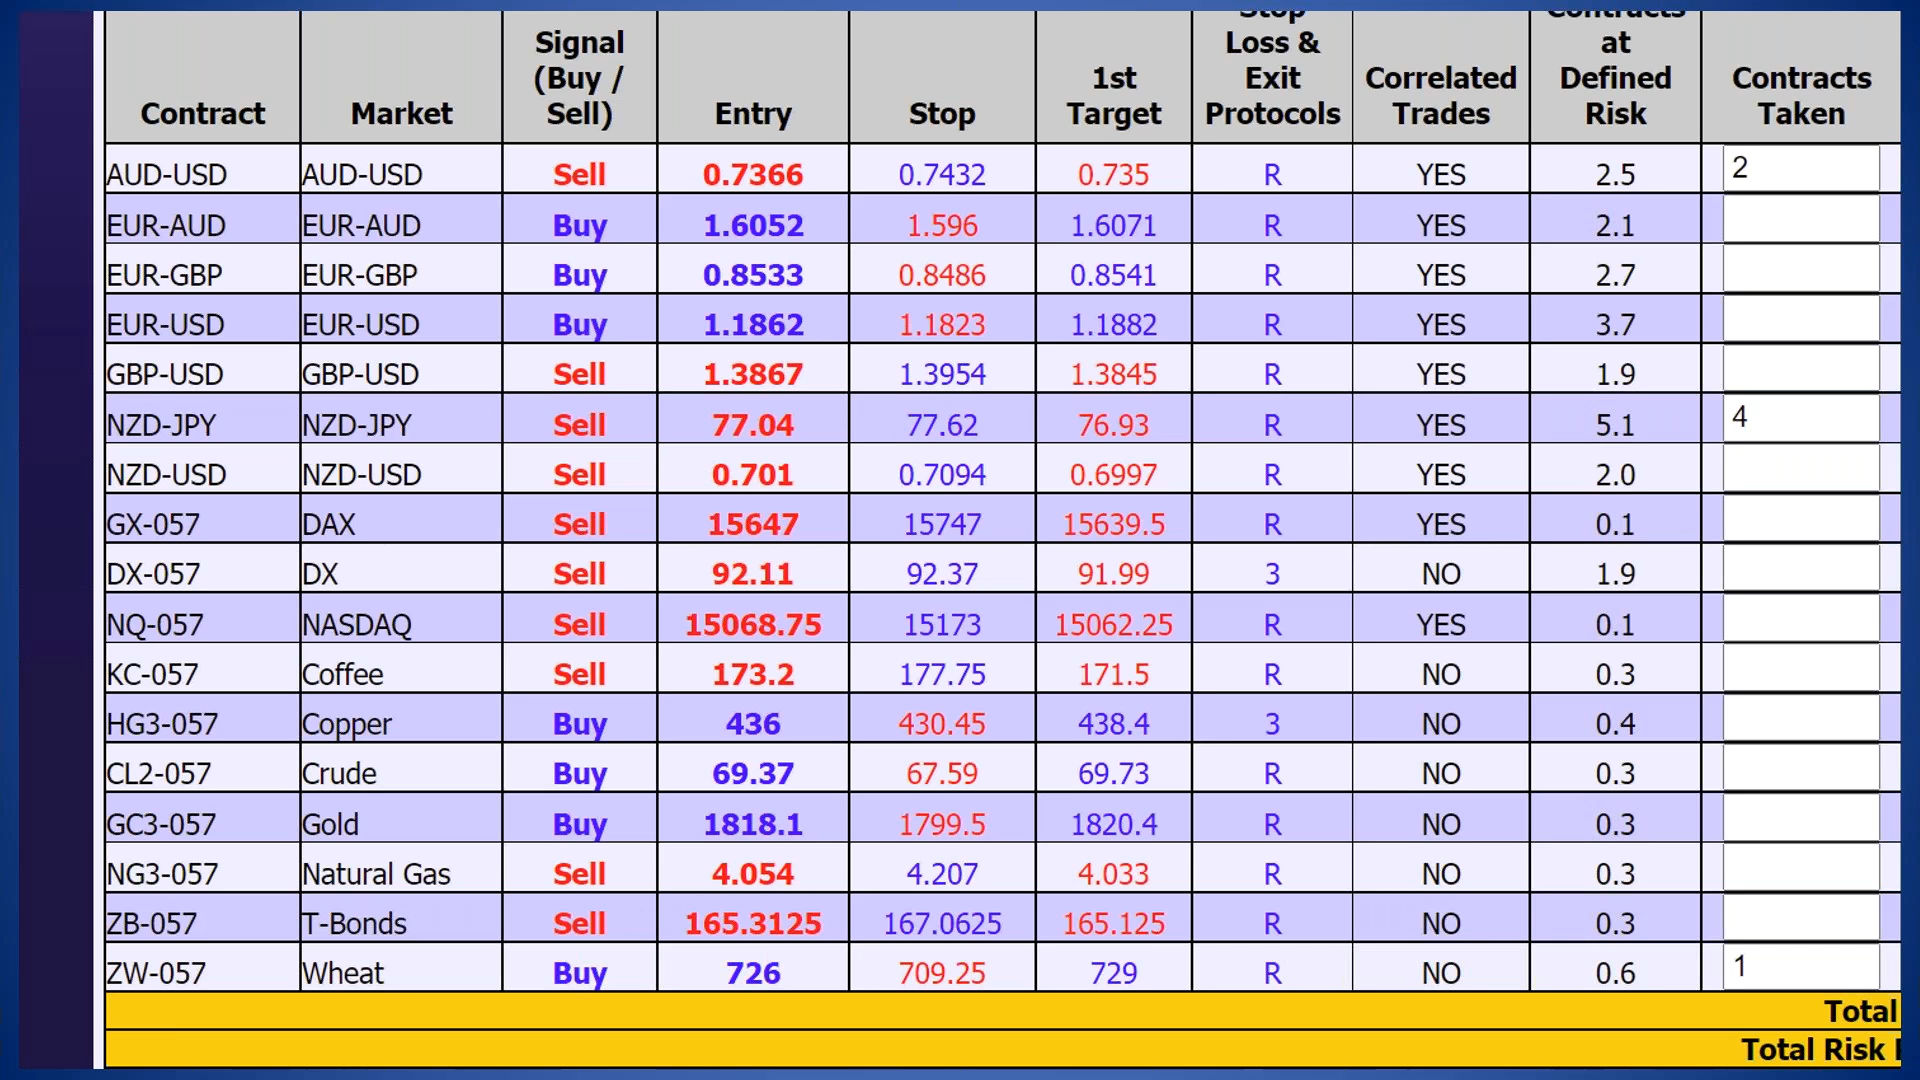 Contract Market Signal (Buy / Sell) Entry Stop 1st Target Stop Loss & Exit Protocols Correlated Trades Contracts at Defined Risk Contracts Taken
AUD-USD AUD-USD Sell 0.7366 0.7432 0.735 R YES 2.5 2
EUR-AUD EUR-AUD Buy 1.6052 1.596 1.6071 R YES 2.1
EUR-GBP EUR-GBP Buy 0.8533 0.8486 0.8541 R YES 2.7
EUR-USD EUR-USD Buy 1.1862 1.1823 1.1882 R YES 3.7
GBP-USD GBP-USD Sell 1.3867 1.3954 1.3845 R YES 1.9
NZD-JPY NZD-JPY Sell 77.04 77.62 76.93 R YES 5.1 4
NZD-USD NZD-USD Sell 0.701 0.7094 0.6997 R YES 2.0
GX-057 DAX Sell 15647 15747 15639.5 R YES 0.1
DX-057 DX Sell 92.11 92.37 91.99 3 NO 1.9
NQ-057 NASDAQ Sell 15068.75 15173 15062.25 R YES 0.1
KC-057 Coffee Sell 173.2 177.75 171.5 R NO 0.3
HG3-057 Copper Buy 436 430.45 438.4 3 NO 0.4
CL2-057 Crude Buy 69.37 67.59 69.73 R NO 0.3
GC3-057 Gold Buy 1818.1 1799.5 1820.4 R NO 0.3
NG3-057 Natural Gas Sell 4.054 4.207 4.033 R NO 0.3
ZB-057 T-Bonds Sell 165.3125 167.0625 165.125 R NO 0.3
ZW-057 Wheat Buy 726 709.25 729 R NO 0.6 1
Total
Total Risk